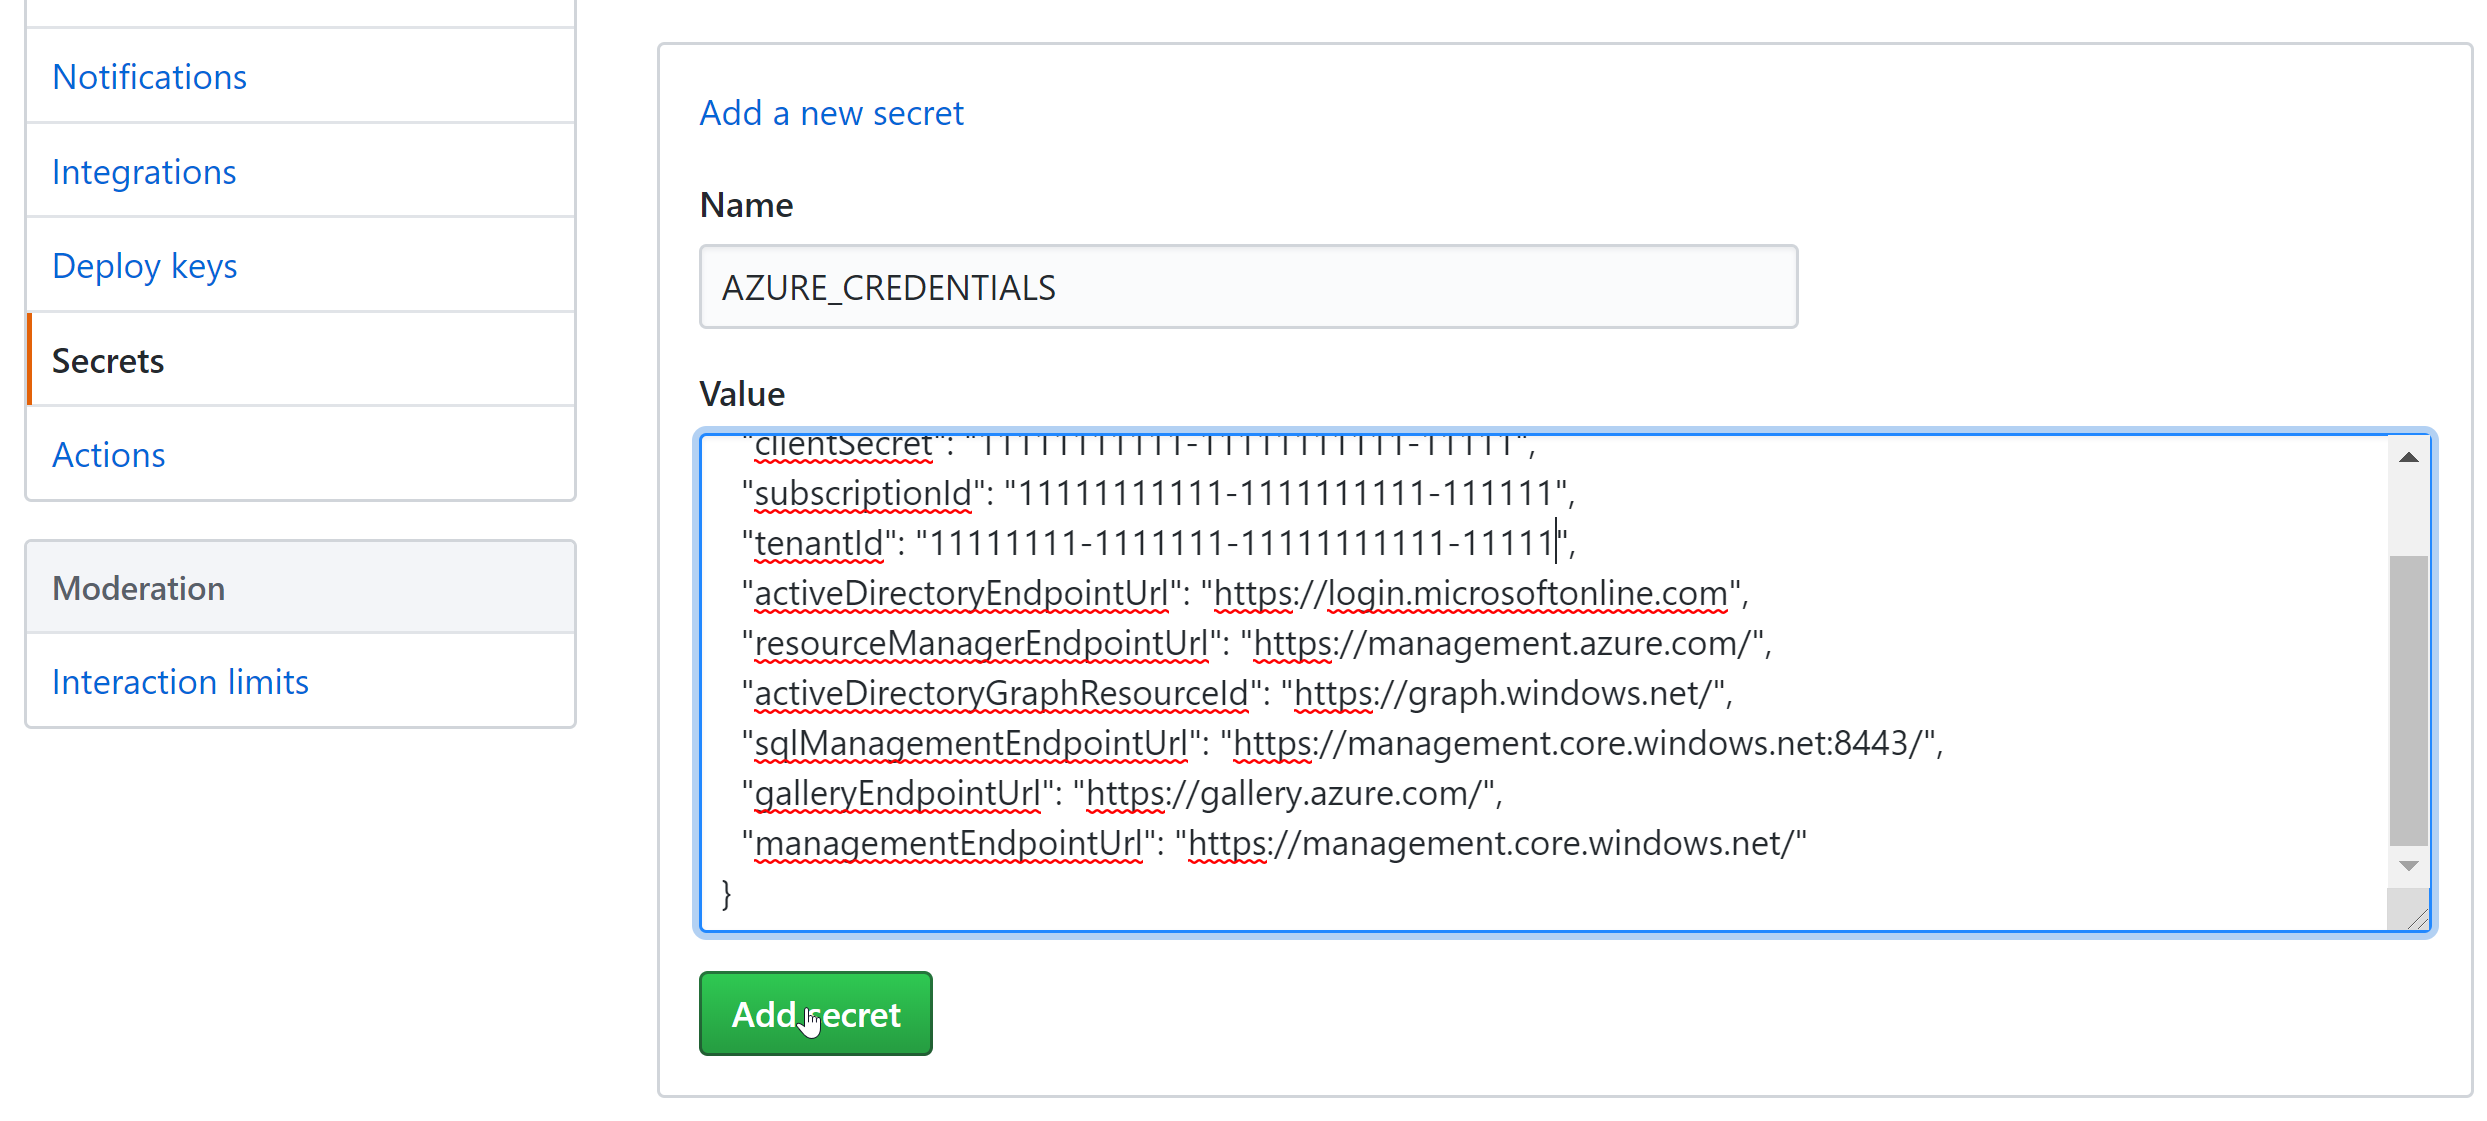 Notifications
Integrations
Deploy keys
Secrets
Actions
Moderation
Interaction limits
Add a new secret
Name
AZURE_CREDENTIALS
Value
"clientSecret": "11111111111-11111111111-11111",
"subscriptionId": "11111111111-1111111111-111111",
"tenantId": "11111111-1111111-11111111111-11111",
"activeDirectoryEndpointUrl": "https://login.microsoftonline.com",
"resourceManagerEndpointUrl": "https://management.azure.com/",
"activeDirectoryGraphResourceId": "https://graph.windows.net/",
"sqlManagementEndpointUrl": "https://management.core.windows.net:8443/",
"galleryEndpointUrl": "https://gallery.azure.com/",
"managementEndpointUrl": "https://management.core.windows.net/"
}
Add secret